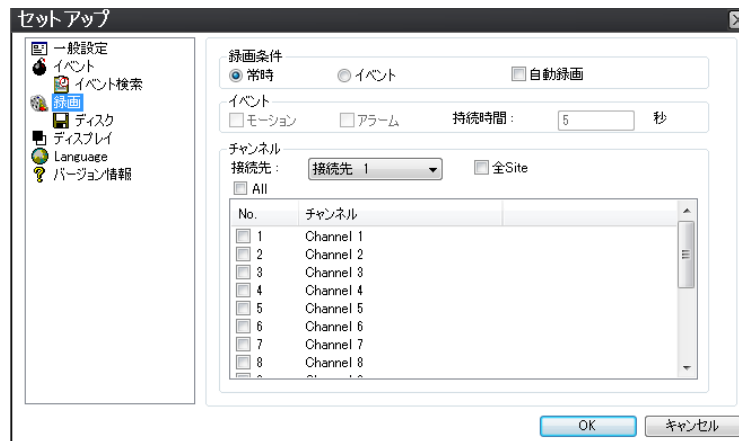 セットアップ
一般設定
イベント
イベント検索
録画
ディスク
ディスプレイ
Language
バージョン情報
録画条件
常時 イベント 自動録画
イベント
モーション アラーム 持続時間： 5 秒
チャンネル
接続先： 接続先 1 全Site
All
No. チャンネル
1 Channel 1
2 Channel 2
3 Channel 3
4 Channel 4
5 Channel 5
6 Channel 6
7 Channel 7
8 Channel 8
OK キャンセル